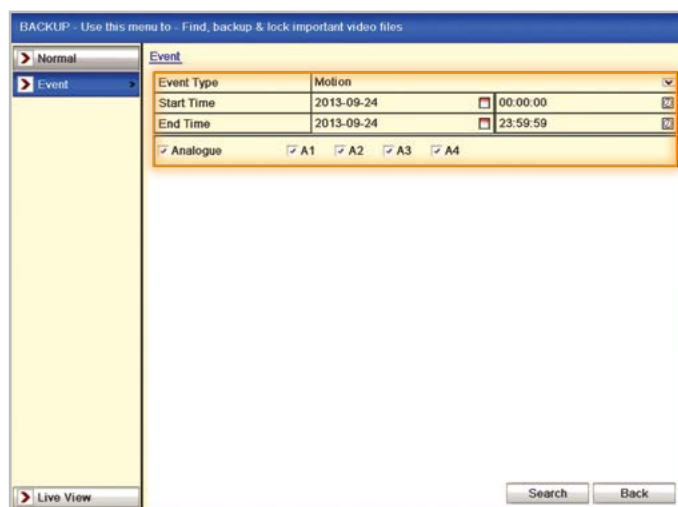 BACKUP - Use this menu to - Find, backup & lock important video files
Normal
Event
Live View
Event
Event Type Motion
Start Time 2013-09-24 00:00:00
End Time 2013-09-24 23:59:59
Analogue A1 A2 A3 A4
Search Back